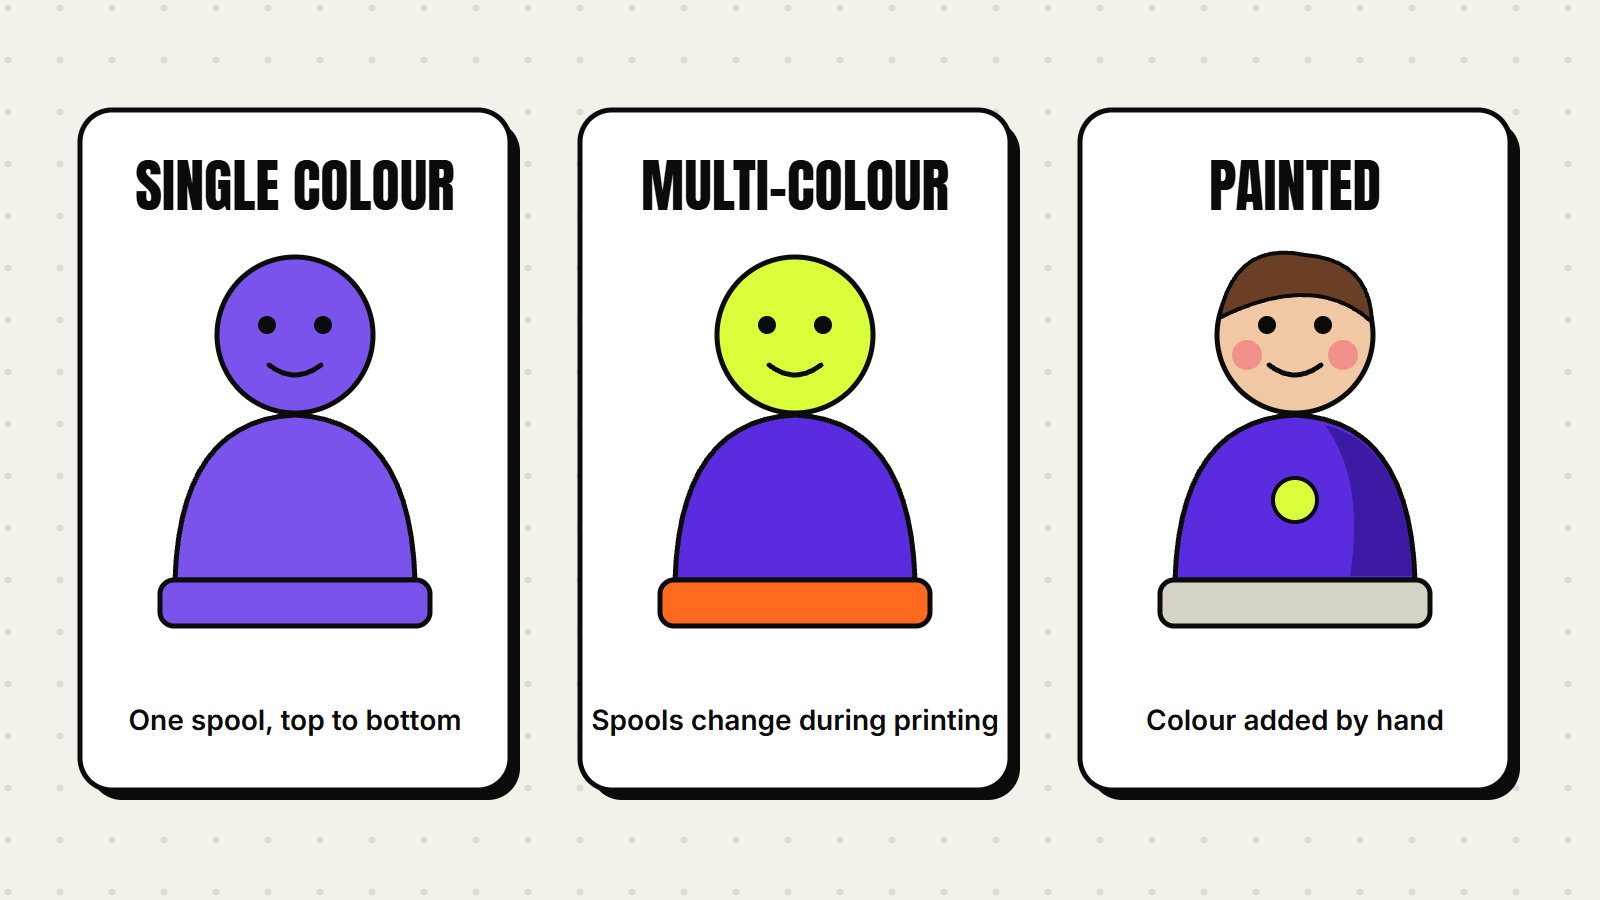 SINGLE COLOUR
MULTI-COLOUR
PAINTED
One spool, top to bottom
Spools change during printing
Colour added by hand